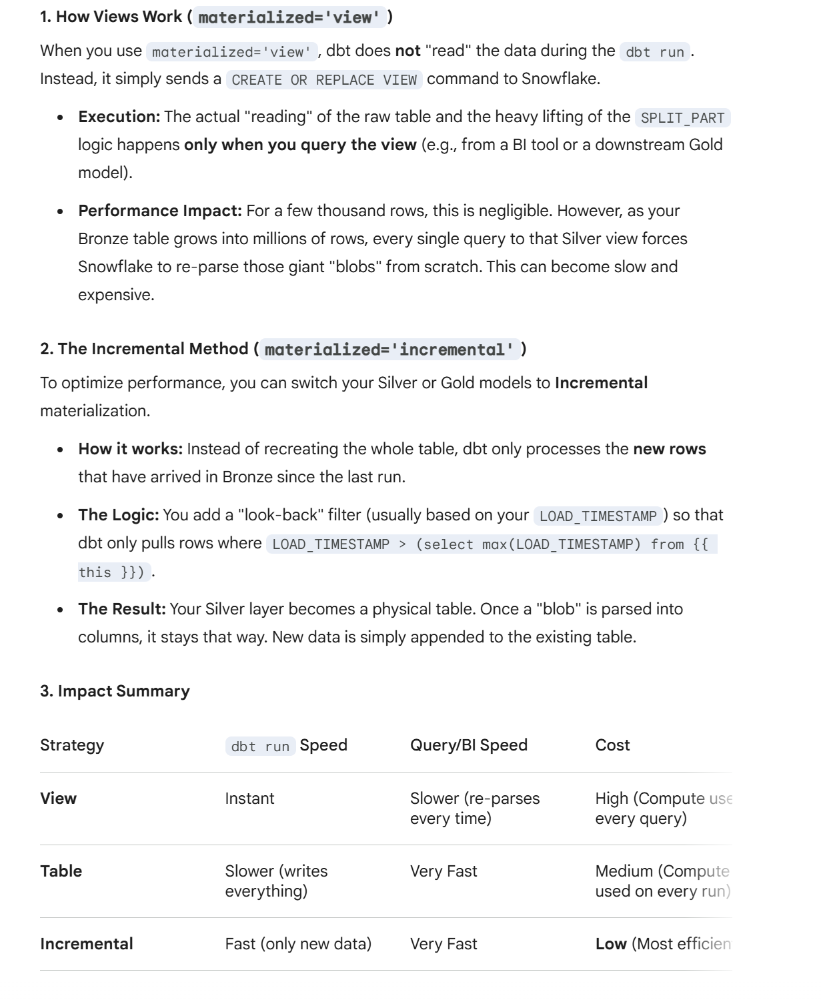 1. How Views Work (materialized='view')
When you use materialized='view', dbt does not "read" the data during the dbt run.
Instead, it simply sends a CREATE OR REPLACE VIEW command to Snowflake.
• Execution: The actual "reading" of the raw table and the heavy lifting of the SPLIT_PART
logic happens only when you query the view (e.g., from a BI tool or a downstream Gold
model).
• Performance Impact: For a few thousand rows, this is negligible. However, as your
Bronze table grows into millions of rows, every single query to that Silver view forces
Snowflake to re-parse those giant "blobs" from scratch. This can become slow and
expensive.
2. The Incremental Method (materialized='incremental')
To optimize performance, you can switch your Silver or Gold models to Incremental
materialization.
• How it works: Instead of recreating the whole table, dbt only processes the new rows
that have arrived in Bronze since the last run.
• The Logic: You add a "look-back" filter (usually based on your LOAD_TIMESTAMP) so that
dbt only pulls rows where LOAD_TIMESTAMP > (select max(LOAD_TIMESTAMP) from {{
this }}).
• The Result: Your Silver layer becomes a physical table. Once a "blob" is parsed into
columns, it stays that way. New data is simply appended to the existing table.
3. Impact Summary
Strategy dbt run Speed Query/BI Speed Cost
View Instant Slower (re-parses High (Compute use
every time) every query)
Table Slower (writes Very Fast Medium (Compute
everything) used on every run)
Incremental Fast (only new data) Very Fast Low (Most efficien